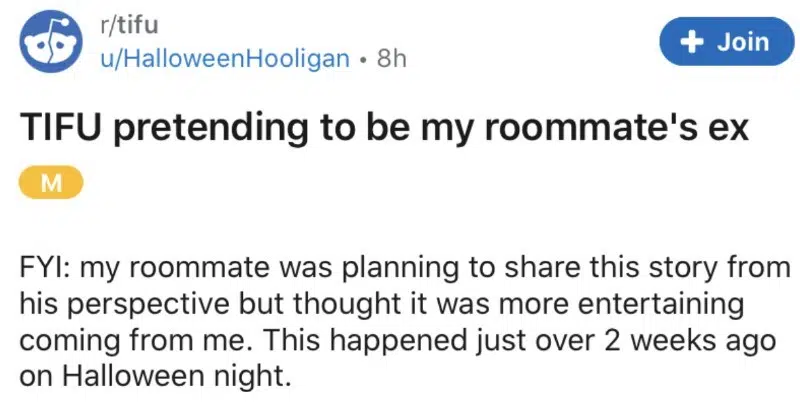 r/tifu
u/HalloweenHooligan • 8h
+ Join
TIFU pretending to be my roommate's ex
M
FYI: my roommate was planning to share this story from
his perspective but thought it was more entertaining
coming from me. This happened just over 2 weeks ago
on Halloween night.